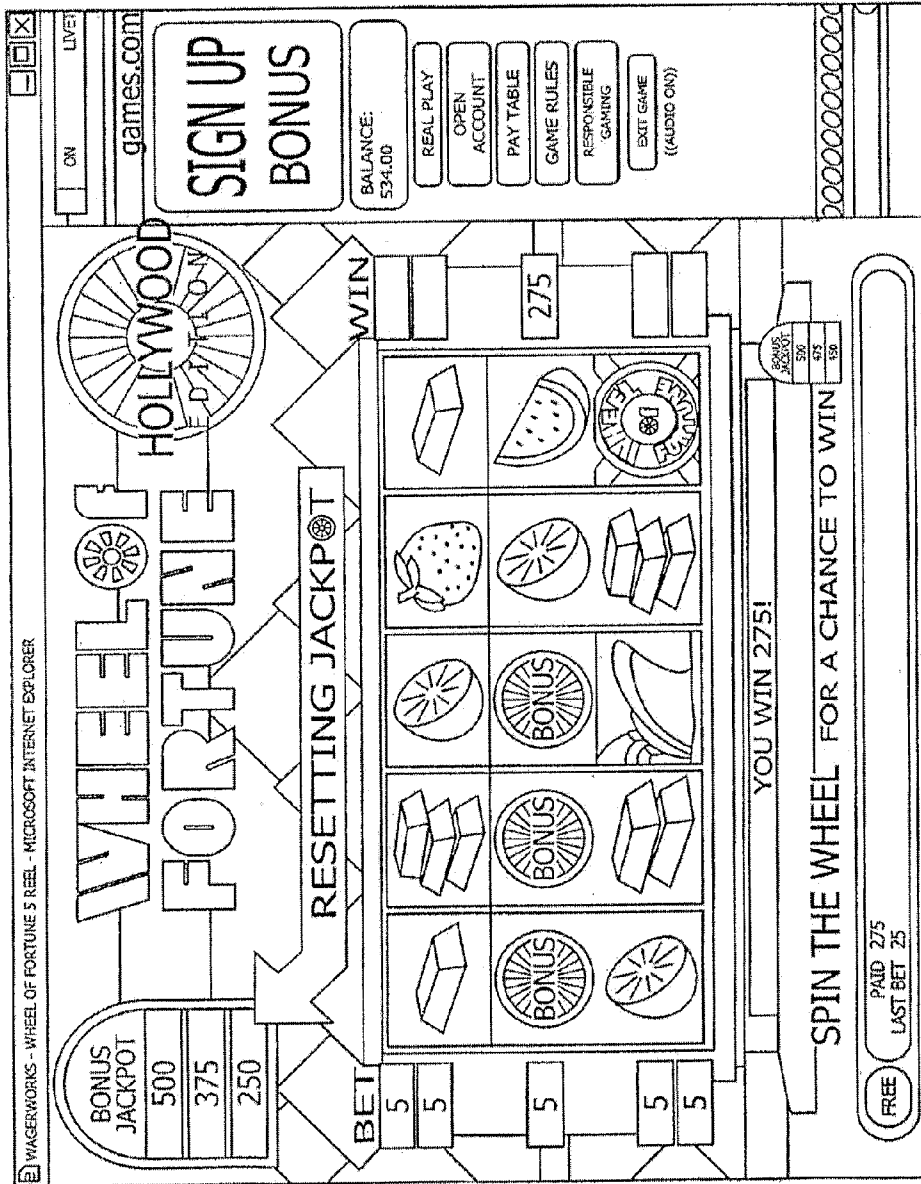 WAGERWORKS - WHEEL OF FORTUNE 5 REEL - MICROSOFT INTERNET EXPLORER
BONUS
JACKPOT
500
375
250
WHEEL OF
FORTUNE
HOLLYWOOD
EDITION
ON
LIVE
games.com
RESETTING JACKPOT
SIGN UP
BONUS
BET
WIN
5
5
5
5
5
BONUS
BONUS
BONUS
WHEEL OF FORTUNE
275
BALANCE:
534.00
REAL PLAY
OPEN
ACCOUNT
PAY TABLE
GAME RULES
RESPONSIBLE
GAMING
EXIT GAME
((AUDIO ON))
YOU WIN 275!
BONUS
JACKPOT
500
475
SPIN THE WHEEL FOR A CHANCE TO WIN
FREE
PAID 275
LAST BET 25